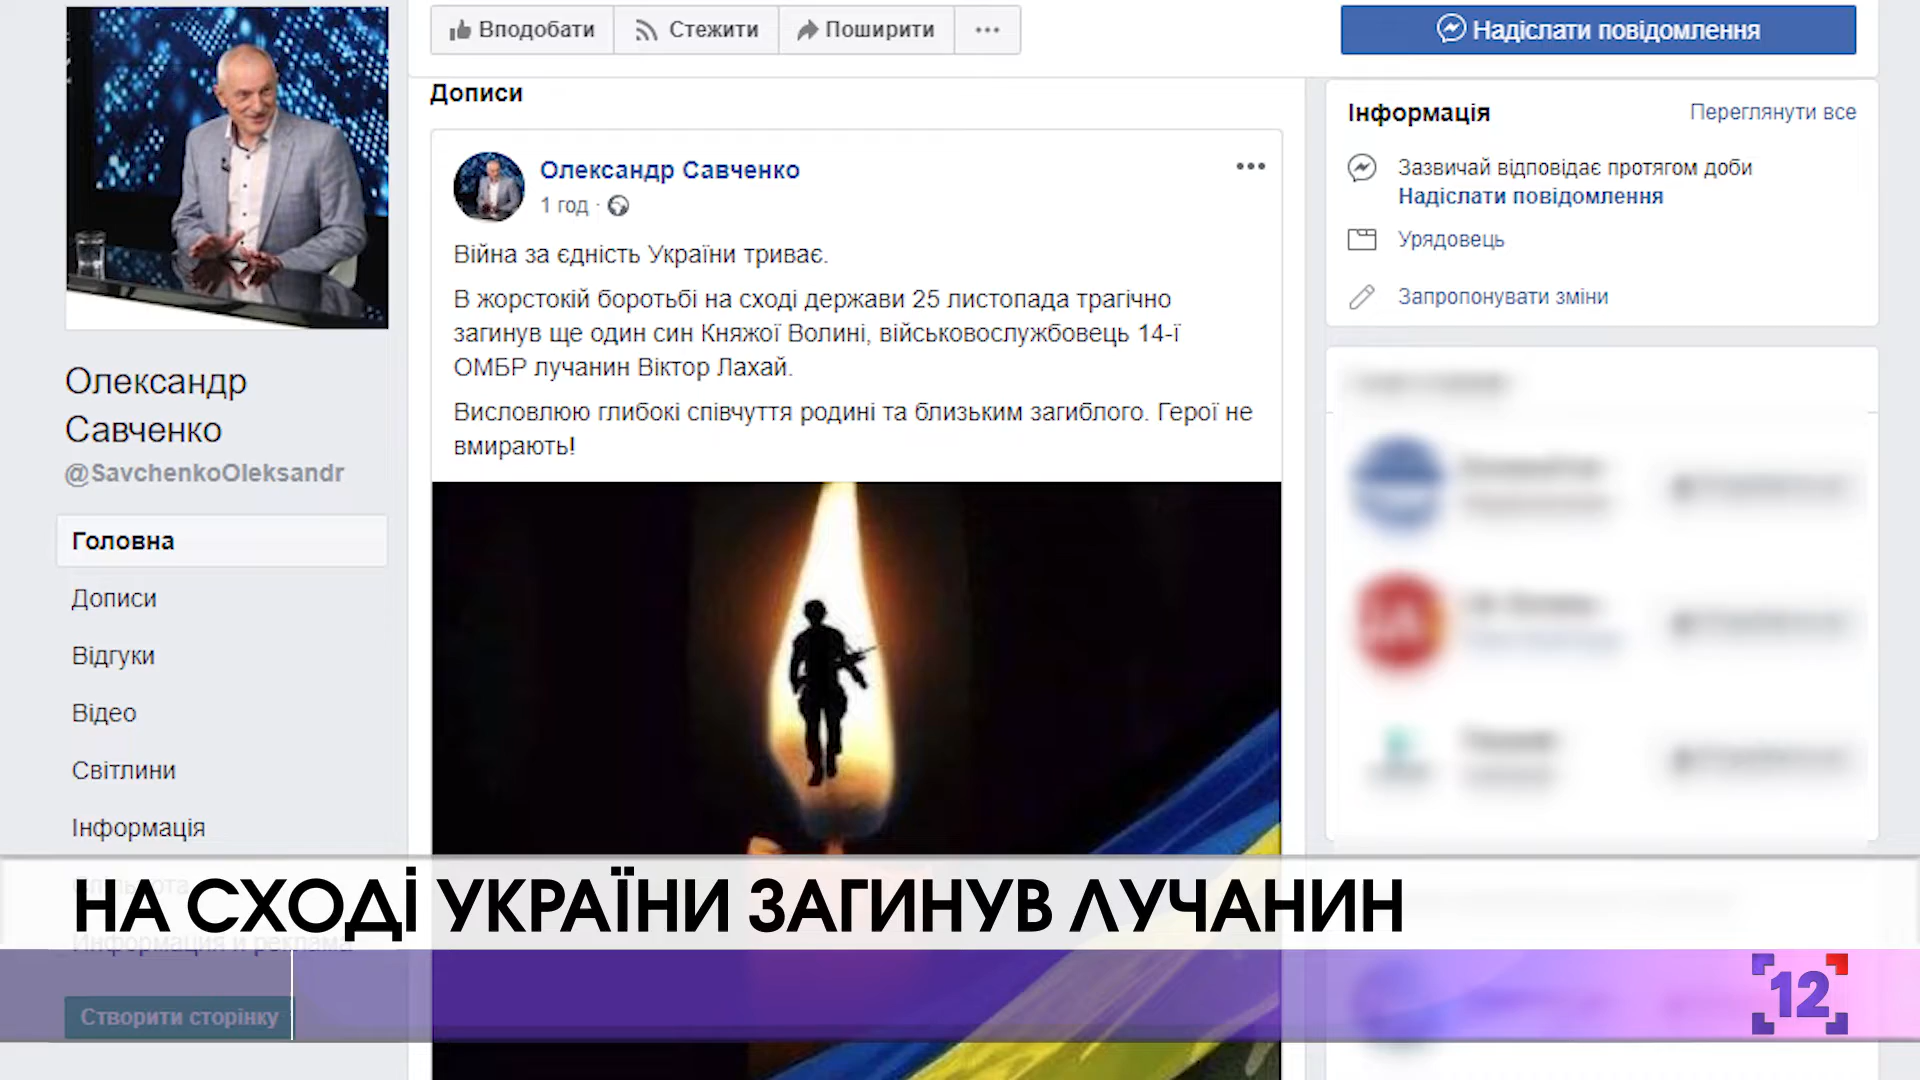 Вподобати
Стежити
Поширити
Надіслати повідомлення
Дописи
Олександр Савченко
1 год ·
Війна за єдність України триває.
В жорстокій боротьбі на сході держави 25 листопада трагічно
загинув ще один син Княжої Волині, військовослужбовець 14-ї
ОМБР лучанин Віктор Лахай.
Висловлюю глибокі співчуття родині та близьким загиблого. Герої не
вмирають!
Інформація
Переглянути все
Зазвичай відповідає протягом доби
Надіслати повідомлення
Урядовець
Запропонувати зміни
Олександр
Савченко
@SavchenkoOleksandr
Головна
Дописи
Відгуки
Відео
Світлини
Інформація
Спільнота
НА СХОДІ УКРАЇНИ ЗАГИНУВ ЛУЧАНИН
Информация и реклама
Створити сторінку
12